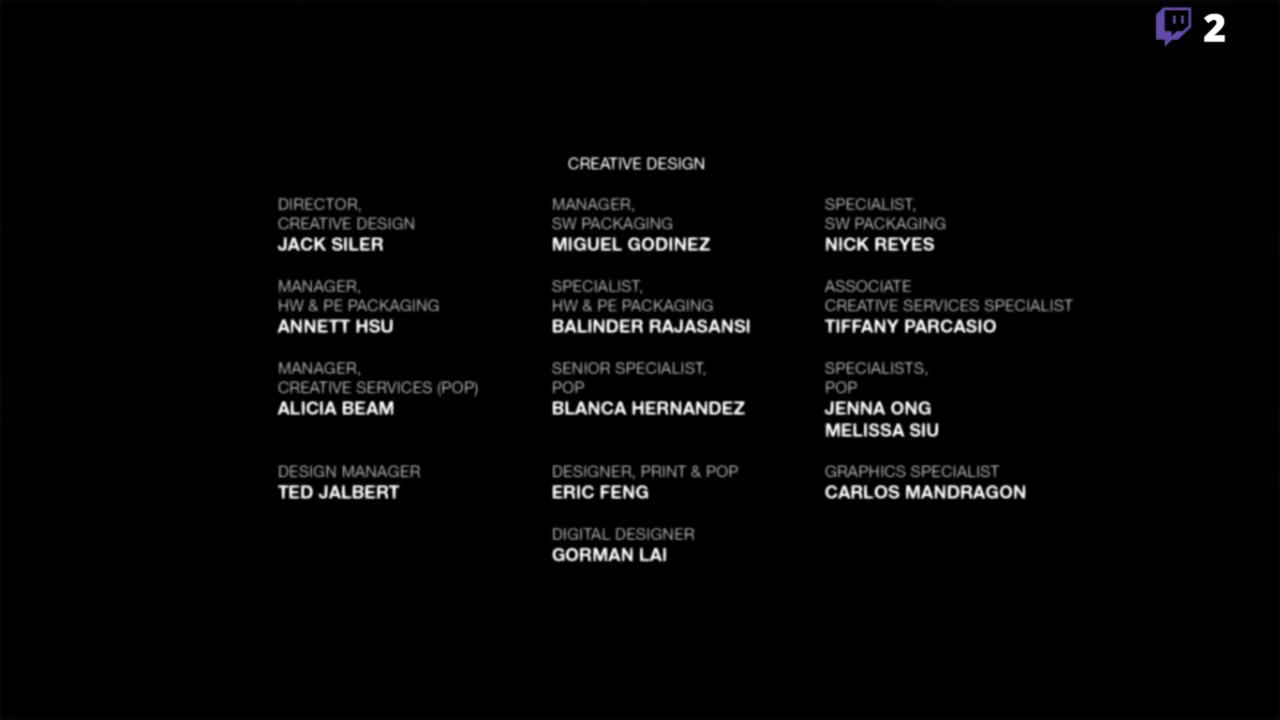 2
CREATIVE DESIGN
DIRECTOR,
CREATIVE DESIGN
JACK SILER
MANAGER,
SW PACKAGING
MIGUEL GODINEZ
SPECIALIST,
SW PACKAGING
NICK REYES
MANAGER,
HW & PE PACKAGING
ANNETT HSU
SPECIALIST,
HW & PE PACKAGING
BALINDER RAJASANSI
ASSOCIATE
CREATIVE SERVICES SPECIALIST
TIFFANY PARCASIO
MANAGER,
CREATIVE SERVICES (POP)
ALICIA BEAM
SENIOR SPECIALIST,
POP
BLANCA HERNANDEZ
SPECIALISTS,
POP
JENNA ONG
MELISSA SIU
DESIGN MANAGER
TED JALBERT
DESIGNER, PRINT & POP
ERIC FENG
GRAPHICS SPECIALIST
CARLOS MANDRAGON
DIGITAL DESIGNER
GORMAN LAI